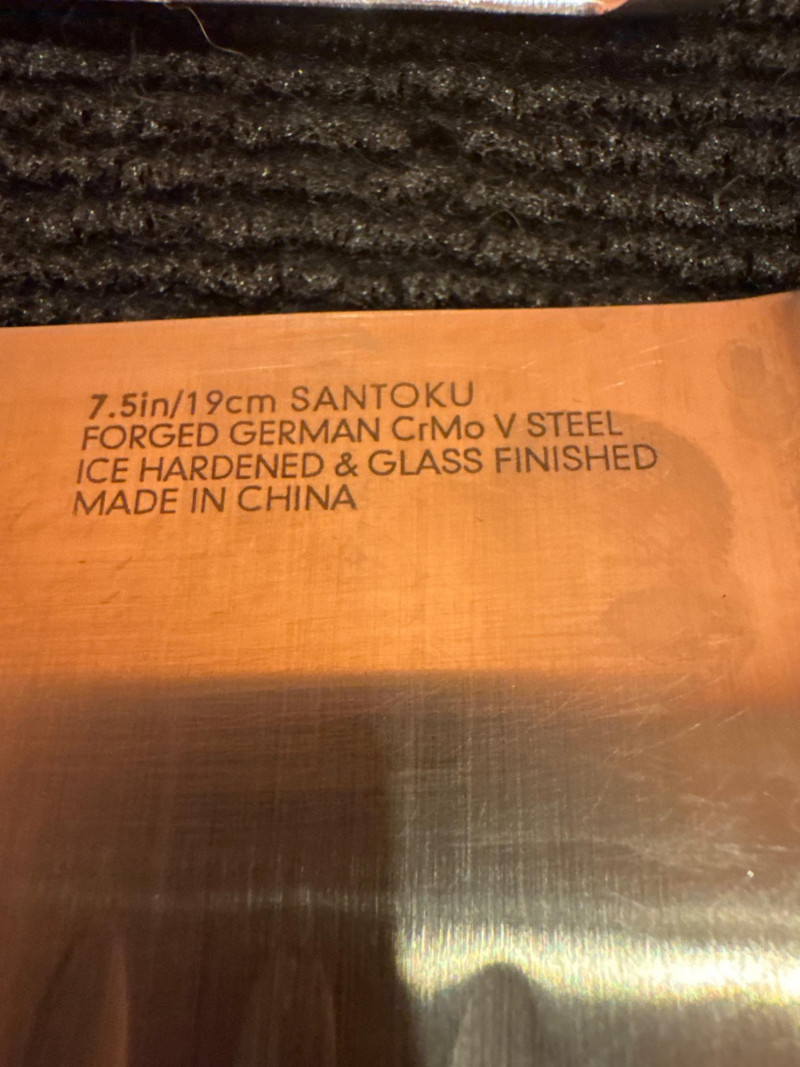 7.5in/19cm SANTOKU
FORGED GERMAN CrMo V STEEL
ICE HARDENED & GLASS FINISHED
MADE IN CHINA